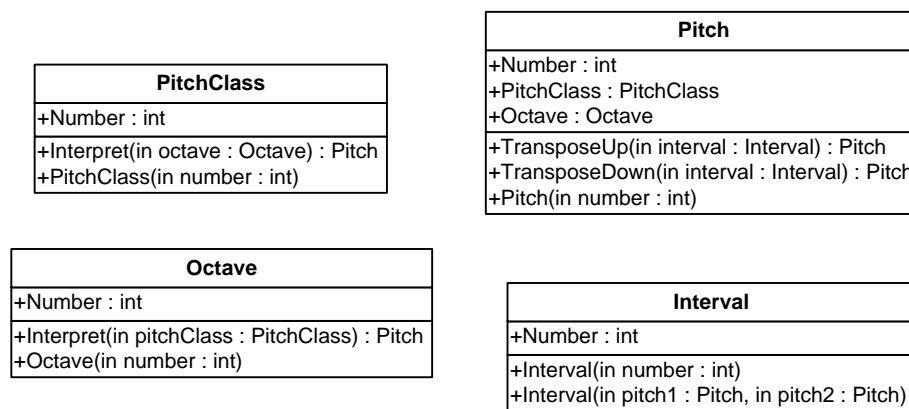 PitchClass
+Number : int
+Interpret(in octave : Octave) : Pitch
+PitchClass(in number : int)
Pitch
+Number : int
+PitchClass : PitchClass
+Octave : Octave
+TransposeUp(in interval : Interval) : Pitch
+TransposeDown(in interval : Interval) : Pitch
+Pitch(in number : int)
Octave
+Number : int
+Interpret(in pitchClass : PitchClass) : Pitch
+Octave(in number : int)
Interval
+Number : int
+Interval(in number : int)
+Interval(in pitch1 : Pitch, in pitch2 : Pitch)